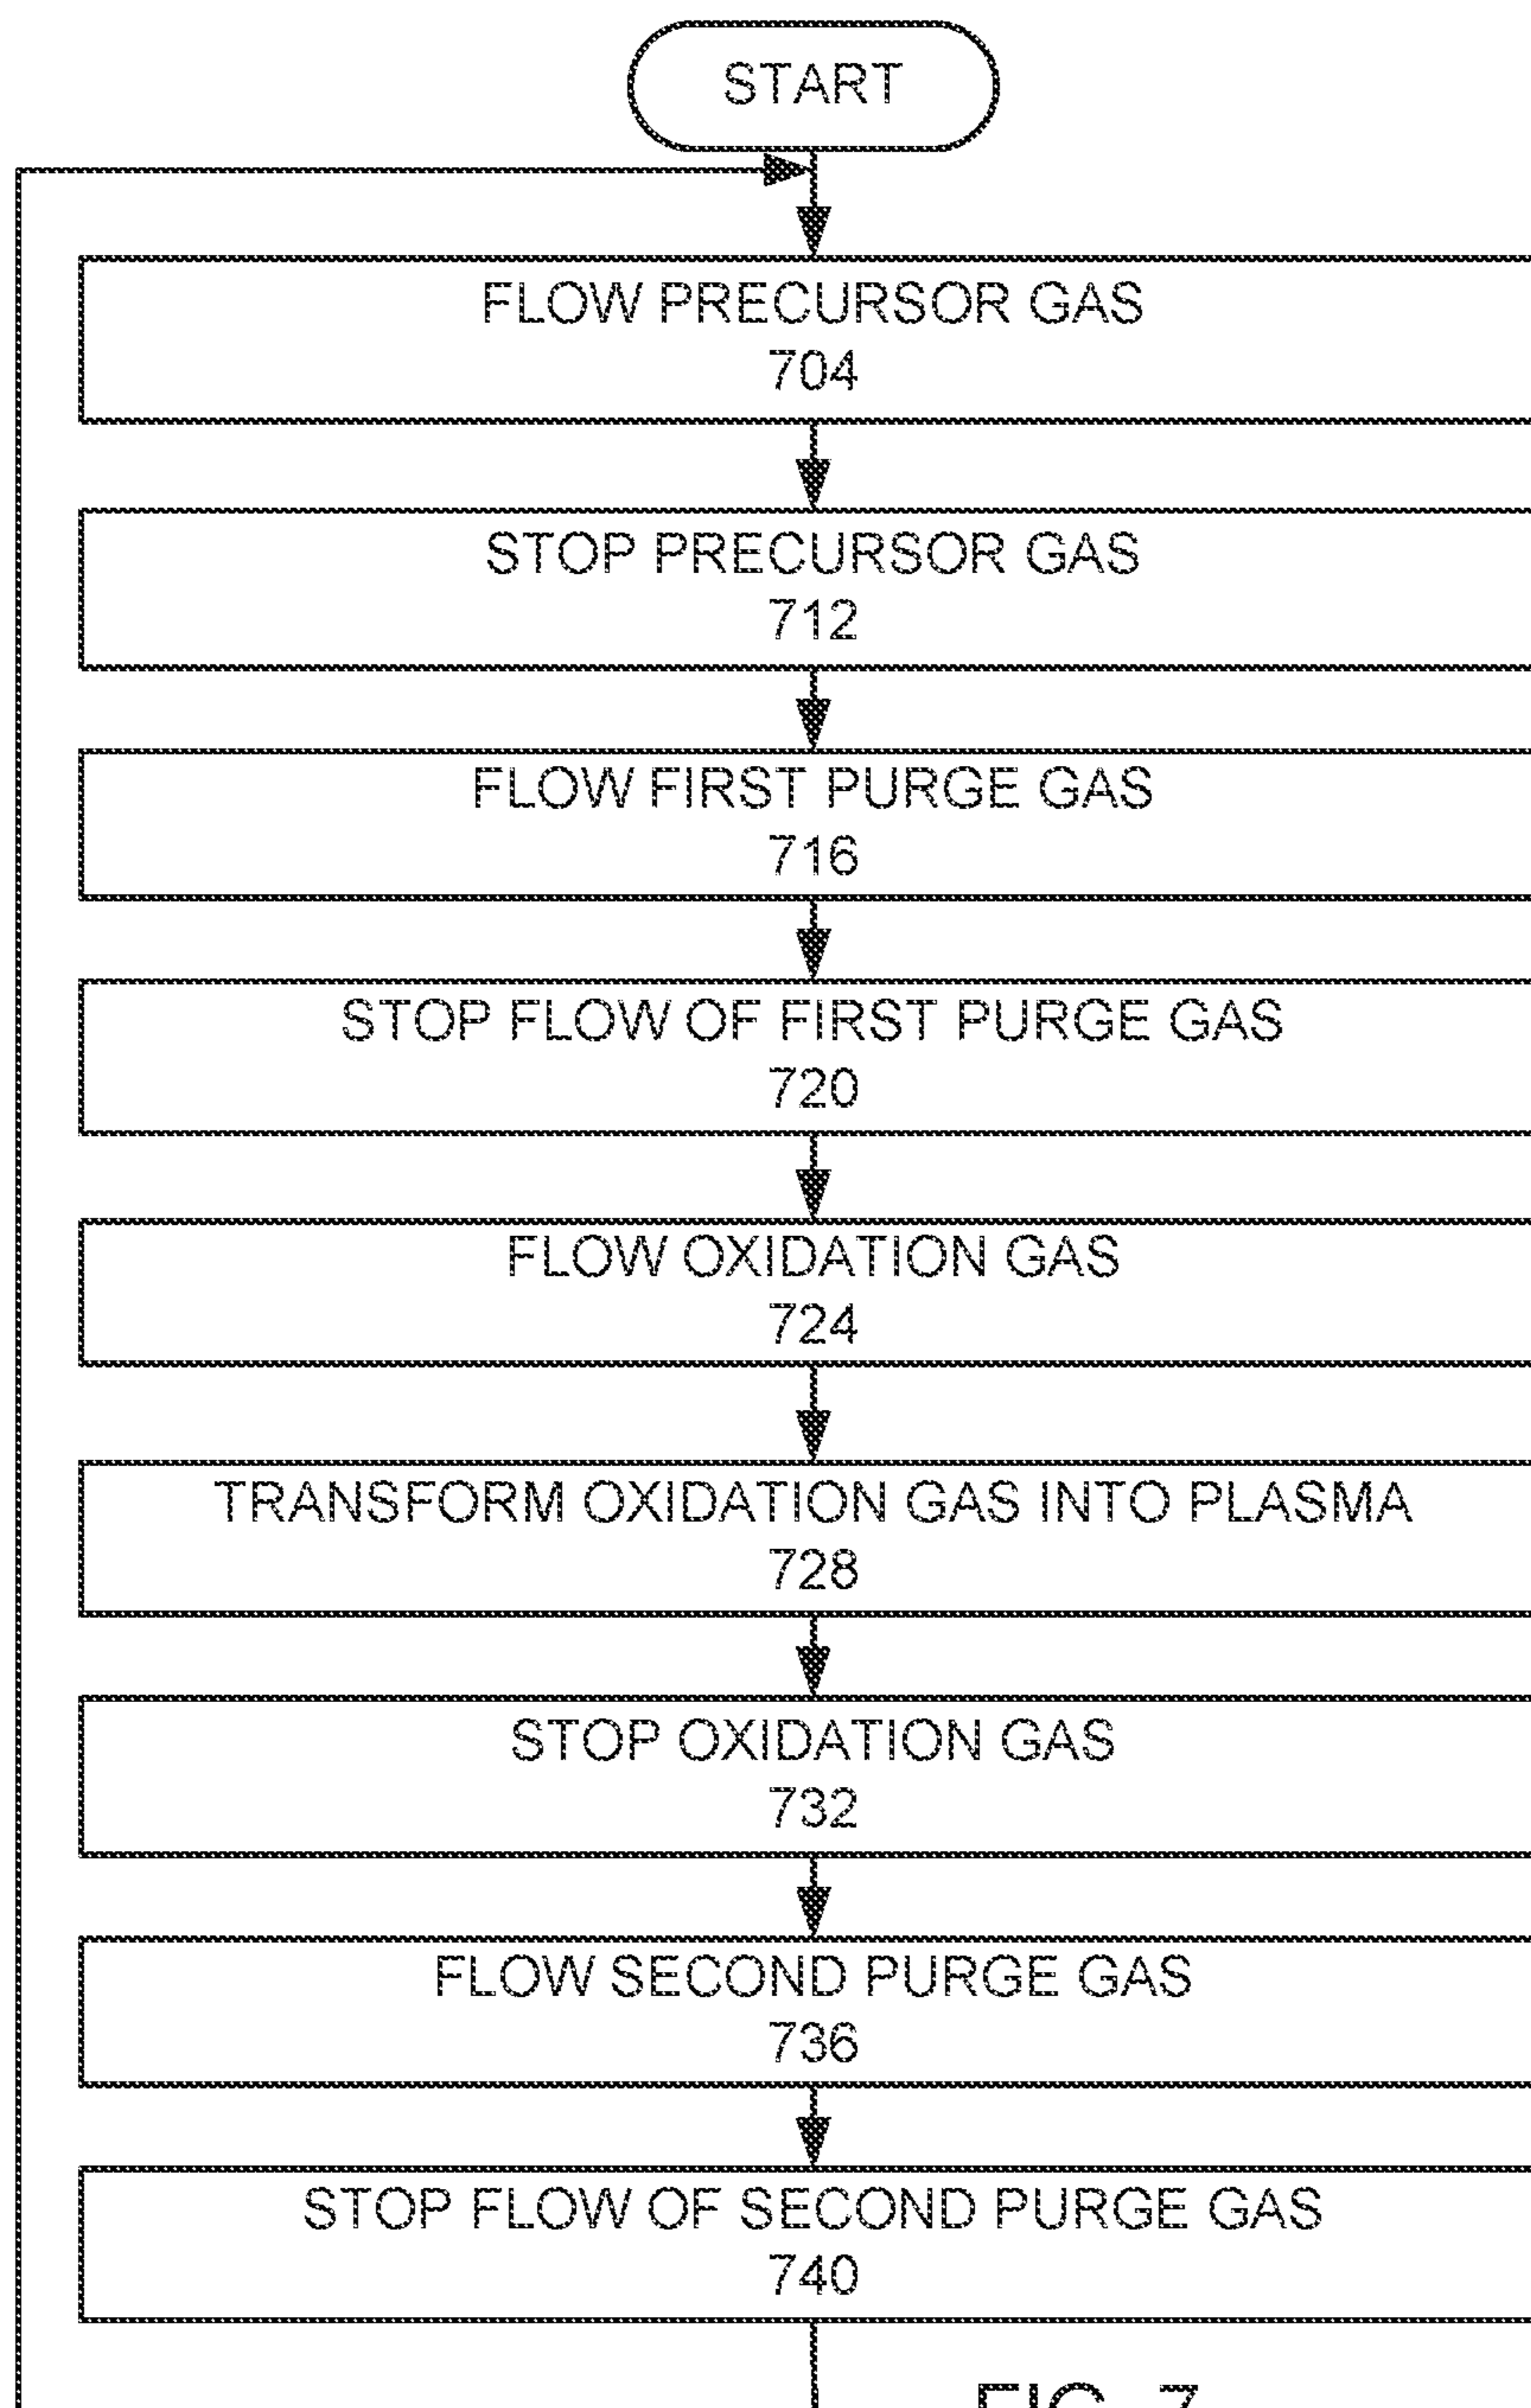 START
FLOW PRECURSOR GAS
704
STOP PRECURSOR GAS
712
FLOW FIRST PURGE GAS
716
STOP FLOW OF FIRST PURGE GAS
720
FLOW OXIDATION GAS
724
TRANSFORM OXIDATION GAS INTO PLASMA
728
STOP OXIDATION GAS
732
FLOW SECOND PURGE GAS
736
STOP FLOW OF SECOND PURGE GAS
740
FIG. 7